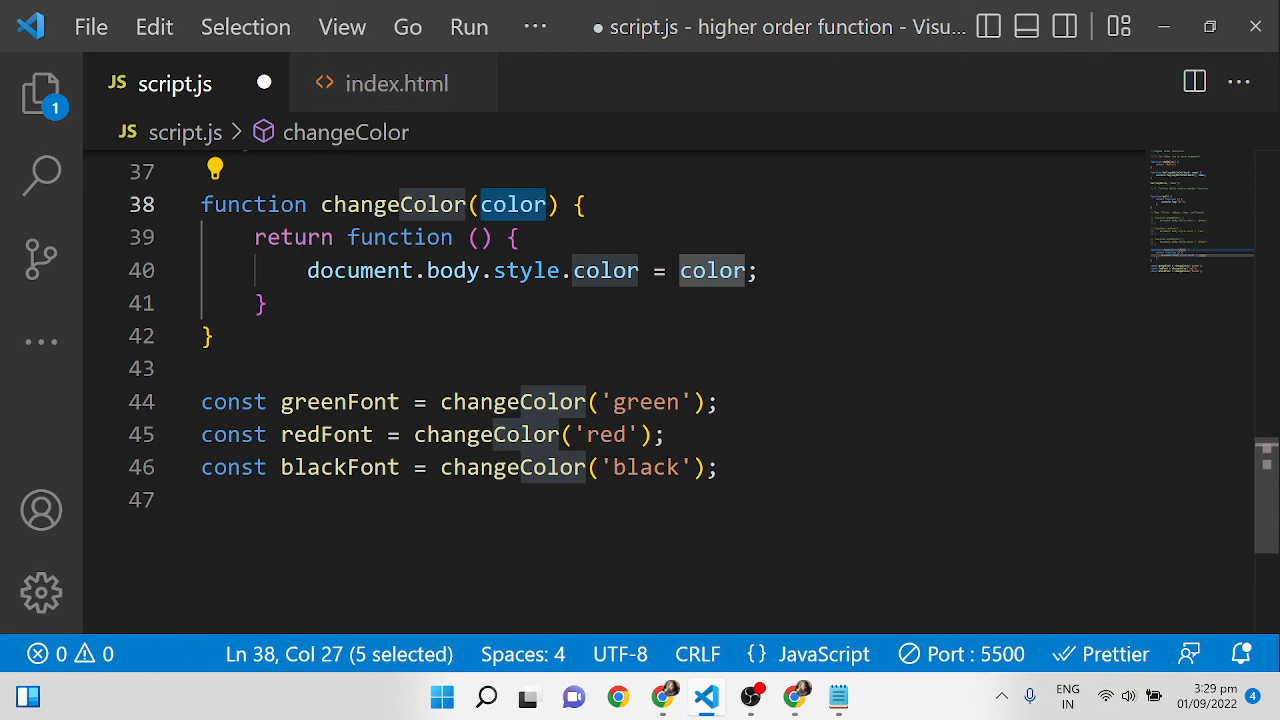 File Edit Selection View Go Run ··· ● script.js - higher order function - Visu...
JS script.js ● <> index.html ···
1
JS script.js > changeColor
37
38 function changeColor(color) {
39 return function () {
40 document.body.style.color = color;
41 }
42 }
43
44 const greenFont = changeColor('green');
45 const redFont = changeColor('red');
46 const blackFont = changeColor('black');
47
0 0 Ln 38, Col 27 (5 selected) Spaces: 4 UTF-8 CRLF {} JavaScript Port : 5500 Prettier
ENG
IN
3:29 pm
01/09/2022
4